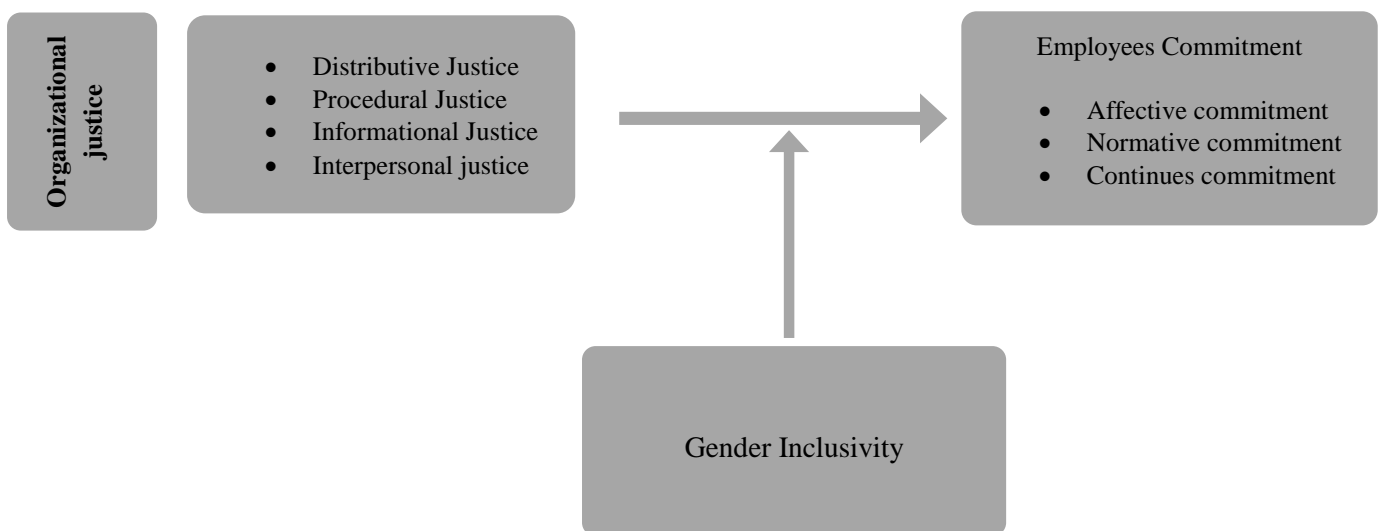 Organizational
justice
• Distributive Justice
• Procedural Justice
• Informational Justice
• Interpersonal justice
Employees Commitment
• Affective commitment
• Normative commitment
• Continues commitment
Gender Inclusivity